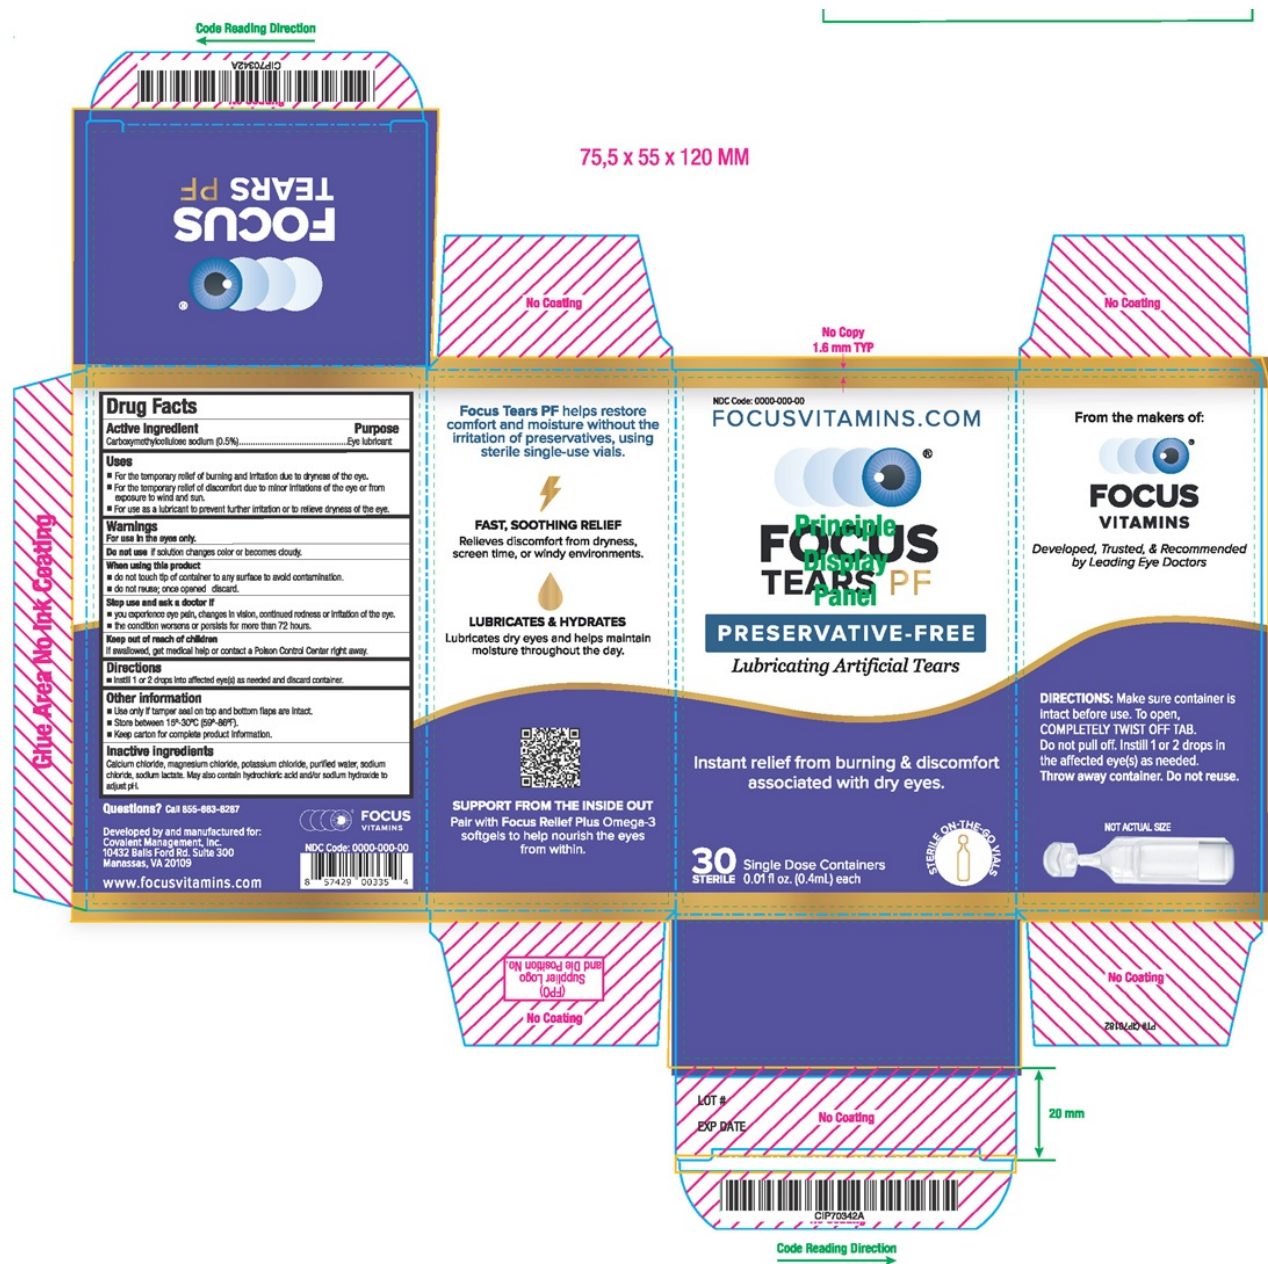 Code Reading Direction
CIP70342A
No Coating
FOCUS
TEARS PF
®
75,5 x 55 x 120 MM
No Coating
No Copy
1.6 mm TYP
No Coating
Glue Area No Ink Coating
Drug Facts
Active Ingredient Purpose
Carboxymethylcellulose sodium (0.5%)..................................................Eye lubricant
Uses
■ For the temporary relief of burning and irritation due to dryness of the eye.
■ For the temporary relief of discomfort due to minor irritations of the eye or from
exposure to wind and sun.
■ For use as a lubricant to prevent further irritation or to relieve dryness of the eye.
Warnings
For use in the eyes only.
Do not use if solution changes color or becomes cloudy.
When using this product
■ do not touch tip of container to any surface to avoid contamination.
■ do not reuse; once opened discard.
Stop use and ask a doctor if
■ you experience eye pain, changes in vision, continued redness or irritation of the eye.
■ the condition worsens or persists for more than 72 hours.
Keep out of reach of children
If swallowed, get medical help or contact a Poison Control Center right away.
Directions
■ Instill 1 or 2 drops into affected eye(s) as needed and discard container.
Other information
■ Use only if tamper seal on top and bottom flaps are intact.
■ Store between 15º-30ºC (59º-86ºF).
■ Keep carton for complete product information.
Inactive ingredients
Calcium chloride, magnesium chloride, potassium chloride, purified water, sodium
chloride, sodium lactate. May also contain hydrochloric acid and/or sodium hydroxide to
adjust pH.
Questions? Call 855-663-6287
Developed by and manufactured for:
Covalent Management, Inc.
10432 Balls Ford Rd. Suite 300
Manassas, VA 20109
www.focusvitamins.com
FOCUS
VITAMINS
NDC Code: 0000-000-00
8 57429 00335 4
Focus Tears PF helps restore
comfort and moisture without the
irritation of preservatives, using
sterile single-use vials.
FAST, SOOTHING RELIEF
Relieves discomfort from dryness,
screen time, or windy environments.
LUBRICATES & HYDRATES
Lubricates dry eyes and helps maintain
moisture throughout the day.
SUPPORT FROM THE INSIDE OUT
Pair with Focus Relief Plus Omega-3
softgels to help nourish the eyes
from within.
NDC Code: 0000-000-00
FOCUSVITAMINS.COM
®
FOCUS
TEARS PF
Principle
Display
Panel
PRESERVATIVE-FREE
Lubricating Artificial Tears
Instant relief from burning & discomfort
associated with dry eyes.
30 STERILE
Single Dose Containers
0.01 fl oz. (0.4mL) each
STERILE ON-THE-GO VIALS
From the makers of:
®
FOCUS
VITAMINS
Developed, Trusted, & Recommended
by Leading Eye Doctors
DIRECTIONS: Make sure container is
intact before use. To open,
COMPLETELY TWIST OFF TAB.
Do not pull off. Instill 1 or 2 drops in
the affected eye(s) as needed.
Throw away container. Do not reuse.
NOT ACTUAL SIZE
(FPO)
Supplier Logo
and Die Position No.
No Coating
No Coating
PT# CIP70182
LOT #
EXP DATE
No Coating
20 mm
CIP70342A
No Coating
Code Reading Direction